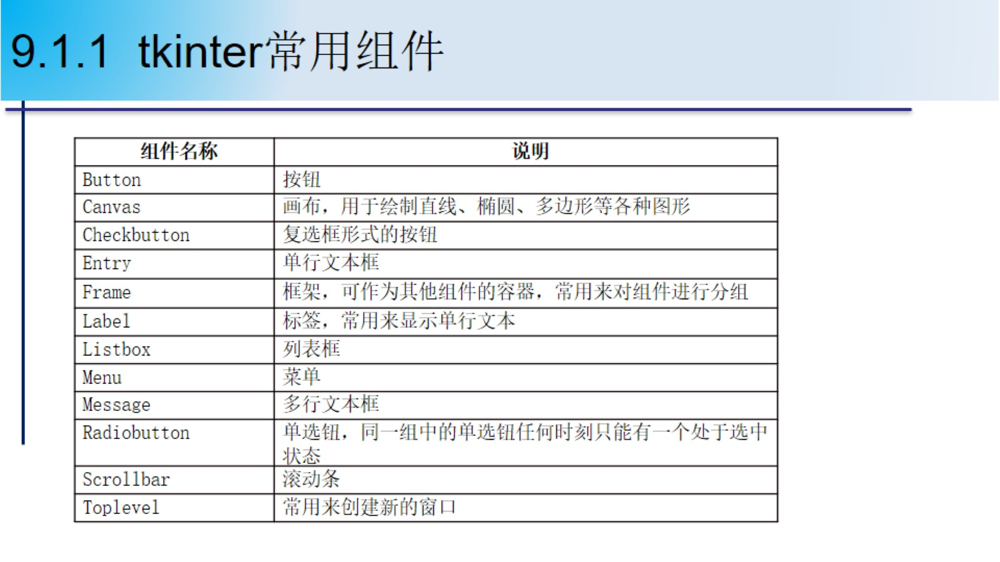 9.1.1 tkinter常用组件
组件名称 说明
Button 按钮
Canvas 画布，用于绘制直线、椭圆、多边形等各种图形
Checkbutton 复选框形式的按钮
Entry 单行文本框
Frame 框架，可作为其他组件的容器，常用来对组件进行分组
Label 标签，常用来显示单行文本
Listbox 列表框
Menu 菜单
Message 多行文本框
Radiobutton 单选钮，同一组中的单选钮任何时刻只能有一个处于选中
状态
Scrollbar 滚动条
Toplevel 常用来创建新的窗口